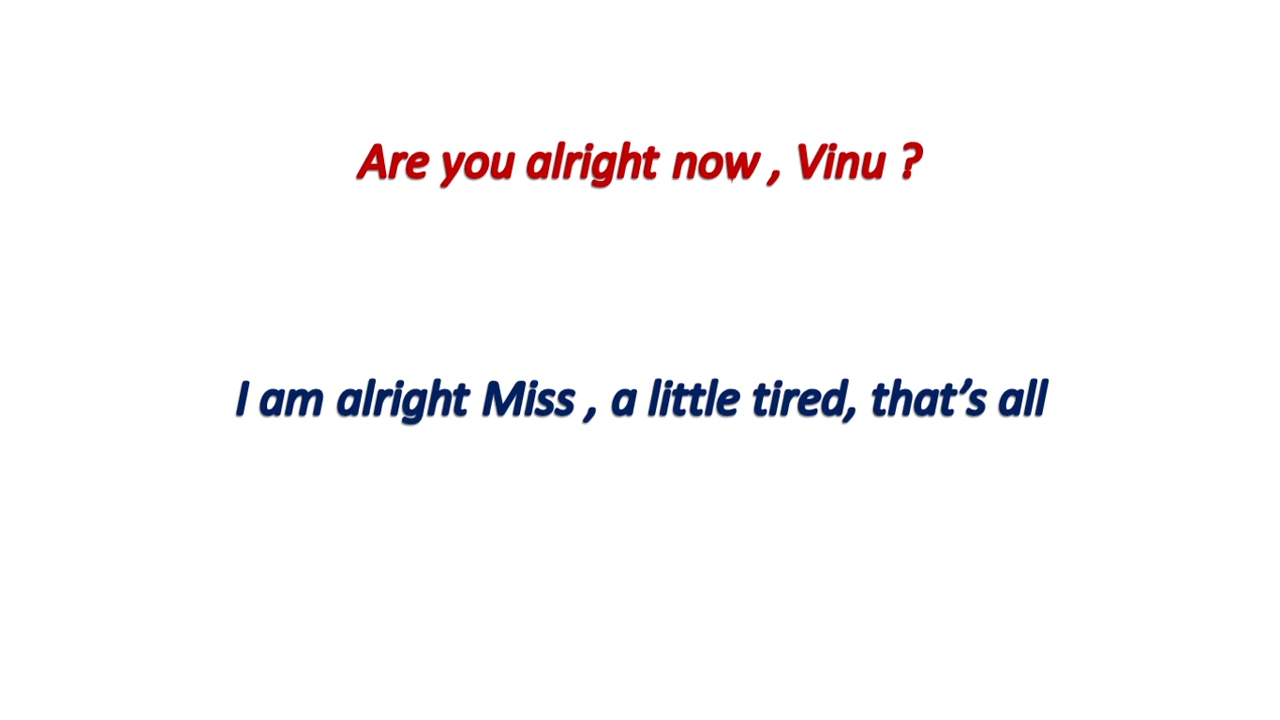 Are you alright now , Vinu ?
I am alright Miss , a little tired, that’s all